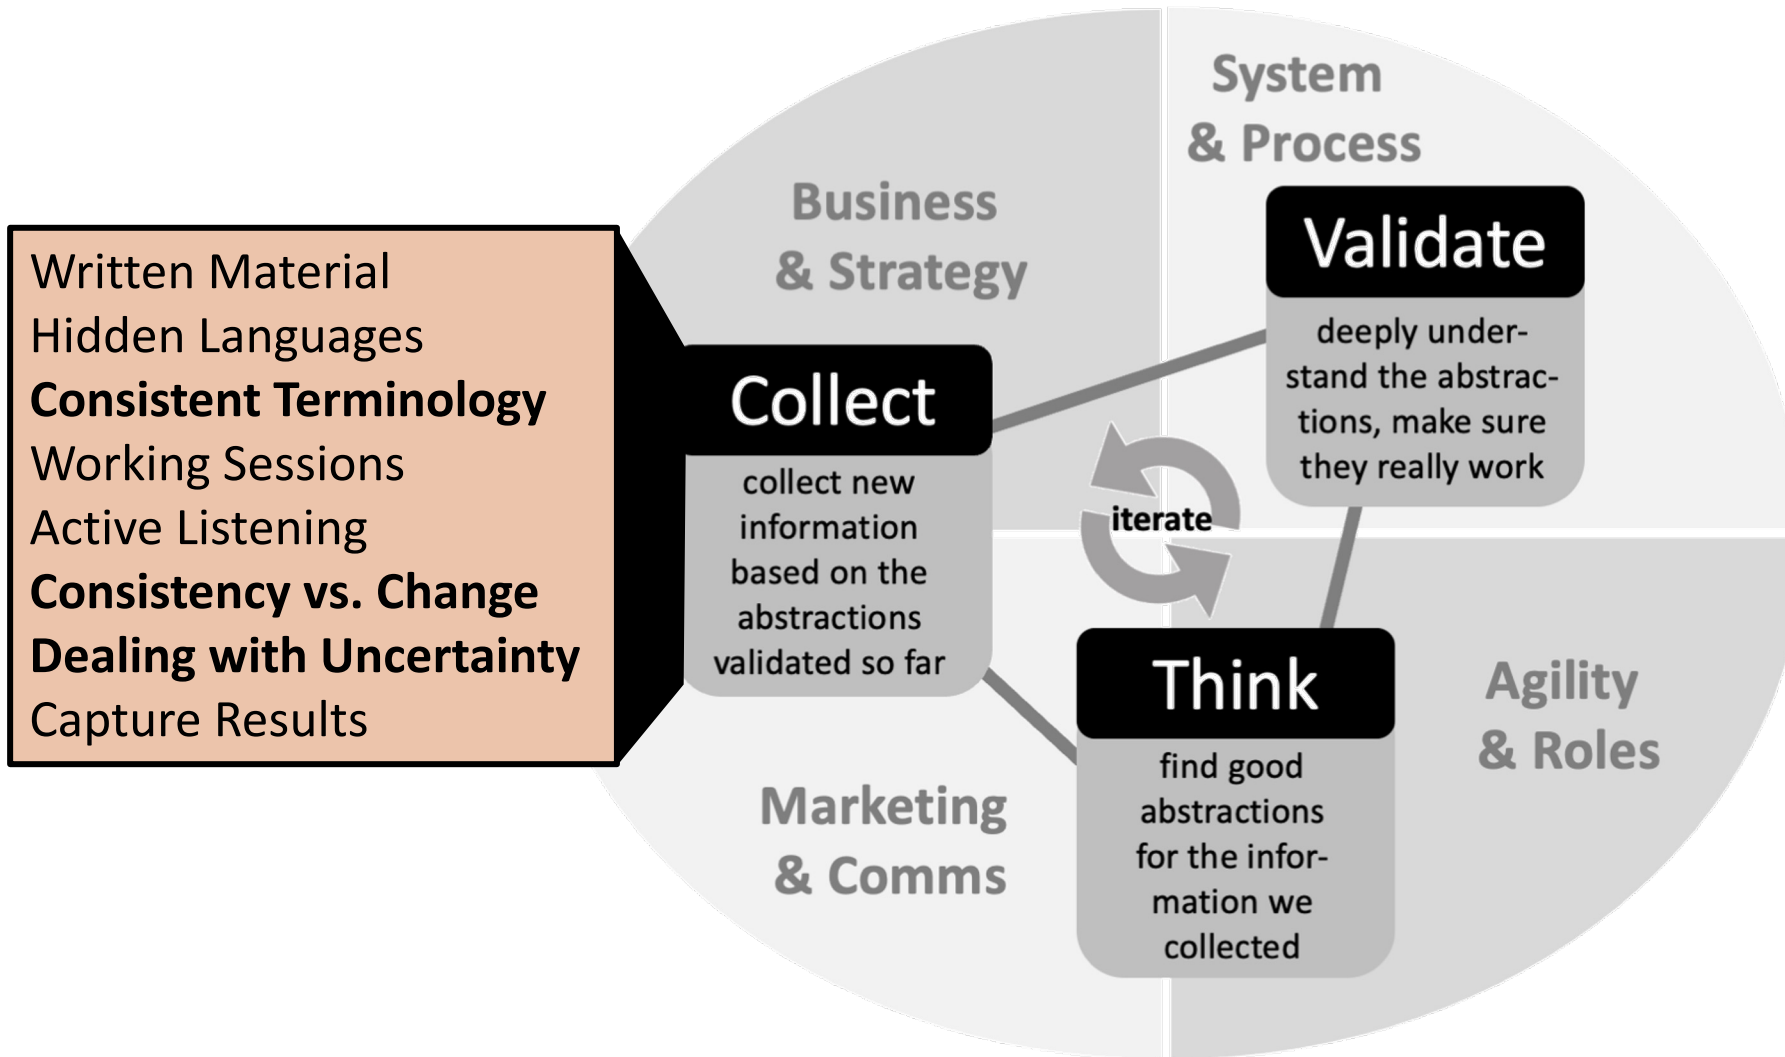 Written Material
Hidden Languages
Consistent Terminology
Working Sessions
Active Listening
Consistency vs. Change
Dealing with Uncertainty
Capture Results
Business
& Strategy
System
& Process
Collect
collect new
information
based on the
abstractions
validated so far
Validate
deeply under-
stand the abstrac-
tions, make sure
they really work
iterate
Think
find good
abstractions
for the infor-
mation we
collected
Marketing
& Comms
Agility
& Roles